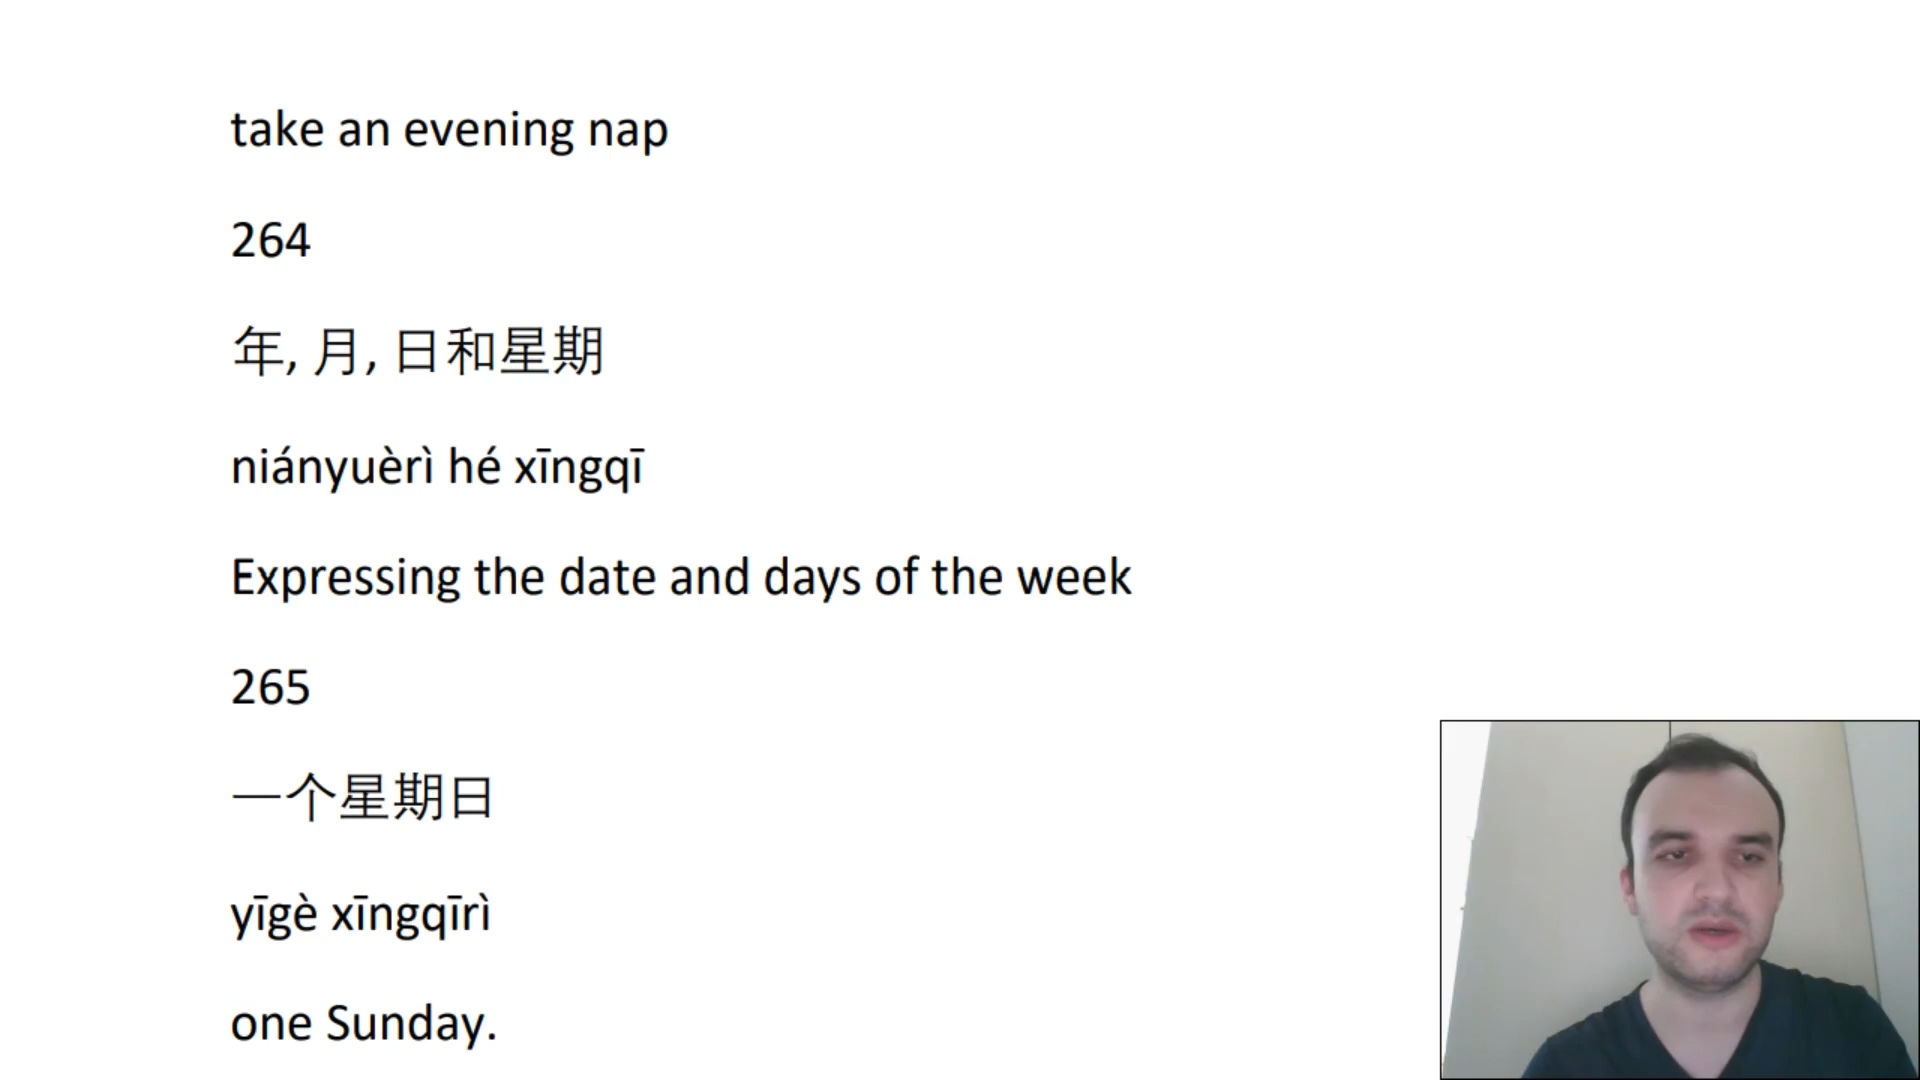 take an evening nap
264
年, 月, 日和星期
niányuèrì hé xīngqī
Expressing the date and days of the week
265
一个星期日
yīgè xīngqīrì
one Sunday.